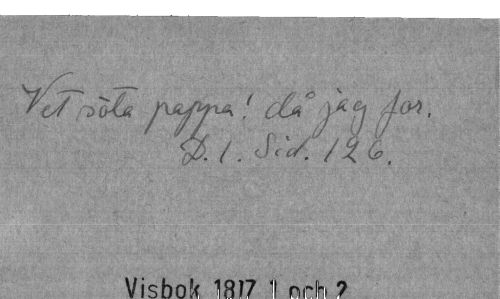 Vet söta pappa! då jag for.
D. 1. Sid. 126.
Visbok 1817 1 och 2